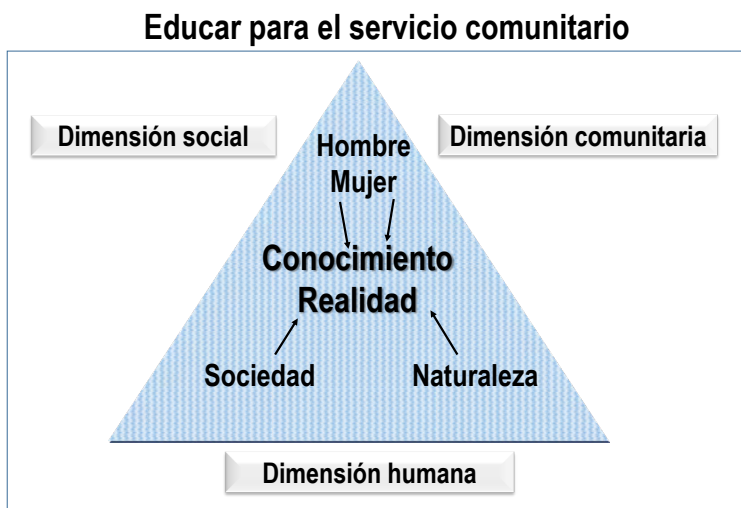 Educar para el servicio comunitario
Dimensión social
Dimensión comunitaria
Hombre
Mujer
Conocimiento
Realidad
Sociedad
Naturaleza
Dimensión humana